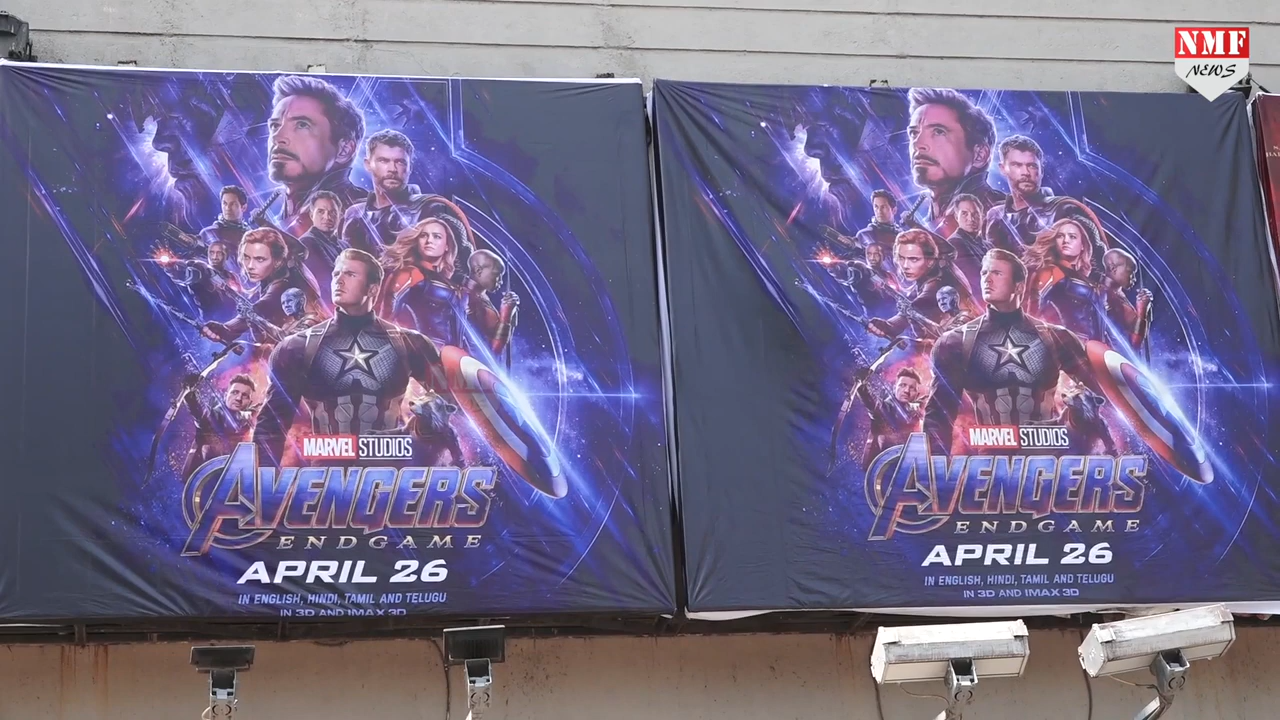 NMF
NEWS
MARVEL STUDIOS
AVENGERS
ENDGAME
APRIL 26
IN ENGLISH, HINDI, TAMIL AND TELUGU
IN 3D AND IMAX 3D
MARVEL STUDIOS
AVENGERS
ENDGAME
APRIL 26
IN ENGLISH, HINDI, TAMIL AND TELUGU
IN 3D AND IMAX 3D